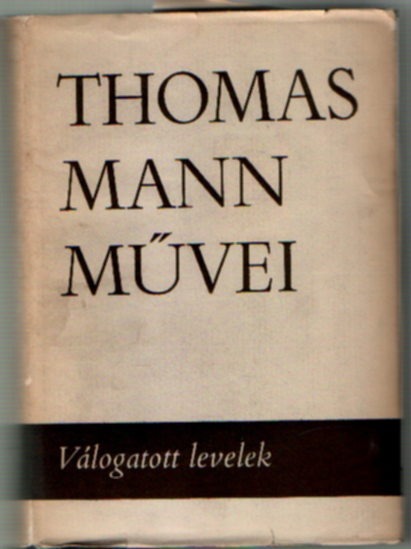 THOMAS
MANN
MŰVEI
Válogatott levelek